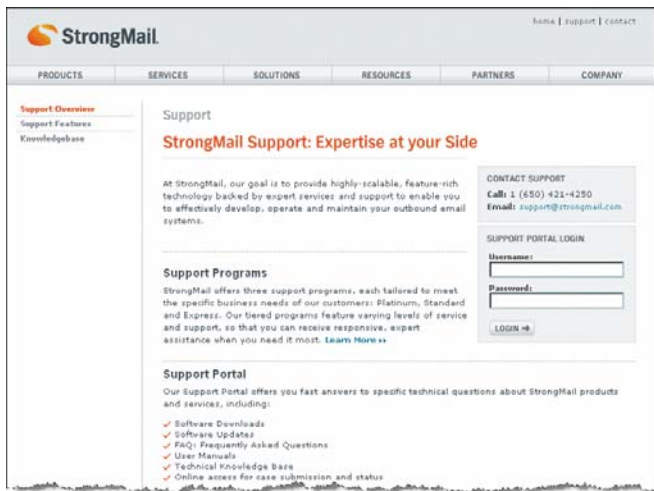 home | support | contact
StrongMail
PRODUCTS SERVICES SOLUTIONS RESOURCES PARTNERS COMPANY
Support Overview
Support Features
Knowledgebase
Support
StrongMail Support: Expertise at your Side
At StrongMail, our goal is to provide highly-scalable, feature-rich
technology backed by expert services and support to enable you
to effectively develop, operate and maintain your outbound email
systems.
CONTACT SUPPORT
Call: 1 (650) 421-4250
Email: support@strongmail.com
SUPPORT PORTAL LOGIN
Username:
Password:
LOGIN
Support Programs
StrongMail offers three support programs, each tailored to meet
the specific business needs of our customers: Platinum, Standard
and Express. Our tiered programs feature varying levels of service
and support, so that you can receive responsive, expert
assistance when you need it most. Learn More ››
Support Portal
Our Support Portal offers you fast answers to specific technical questions about StrongMail products
and services, including:
Software Downloads
Software Updates
FAQ: Frequently Asked Questions
User Manuals
Technical Knowledge Base
Online access for case submission and status